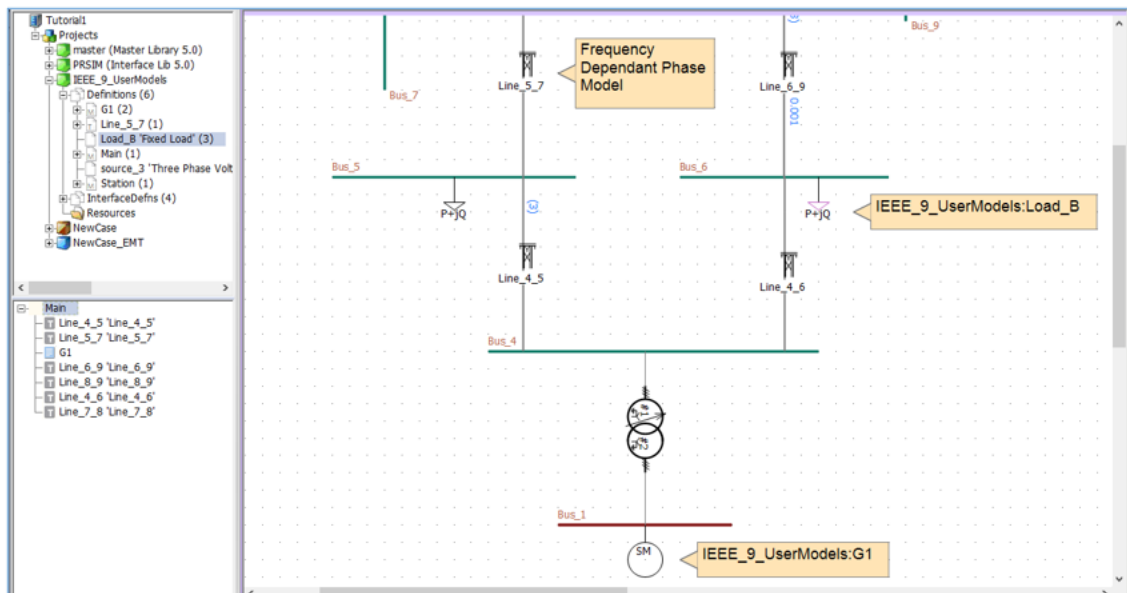 Tutorial1
Projects
master (Master Library 5.0)
PRSIM (Interface Lib 5.0)
IEEE_9_UserModels
Definitions (6)
G1 (2)
Line_5_7 (1)
Load_B 'Fixed Load' (3)
Main (1)
source_3 'Three Phase Volt
Station (1)
InterfaceDefns (4)
Resources
NewCase
NewCase_EMT
Main
Line_4_5 'Line_4_5'
Line_5_7 'Line_5_7'
G1
Line_6_9 'Line_6_9'
Line_8_9 'Line_8_9'
Line_4_6 'Line_4_6'
Line_7_8 'Line_7_8'
Bus_9
Frequency
Dependant Phase
Model
Line_5_7
Line_6_9
Bus_7
0.001
Bus_5
Bus_6
P+jQ
(3)
P+jQ
IEEE_9_UserModels:Load_B
Line_4_5
Line_4_6
Bus_4
#1
Bus_1
SM
IEEE_9_UserModels:G1